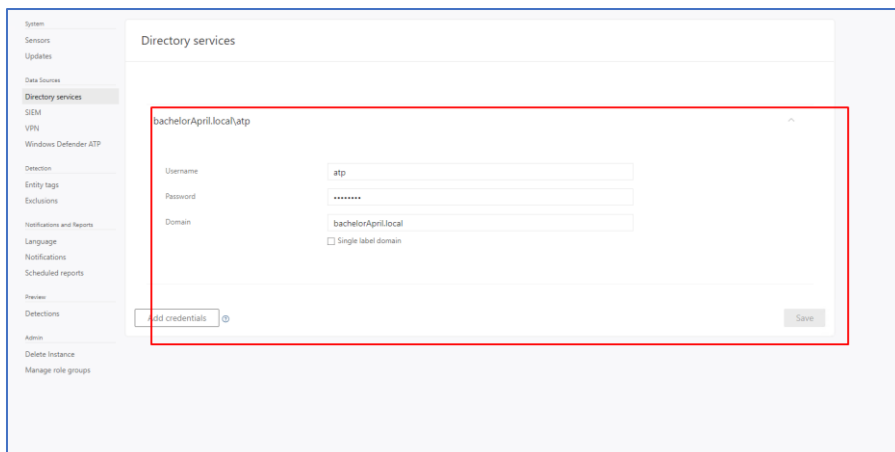 System
Sensors
Updates
Data Sources
Directory services
SIEM
VPN
Windows Defender ATP
Detection
Entity tags
Exclusions
Notifications and Reports
Language
Notifications
Scheduled reports
Preview
Detections
Admin
Delete Instance
Manage role groups
Directory services
bachelorApril.local\atp
Username
atp
Password
••••••••
Domain
bachelorApril.local
Single label domain
Add credentials
Save